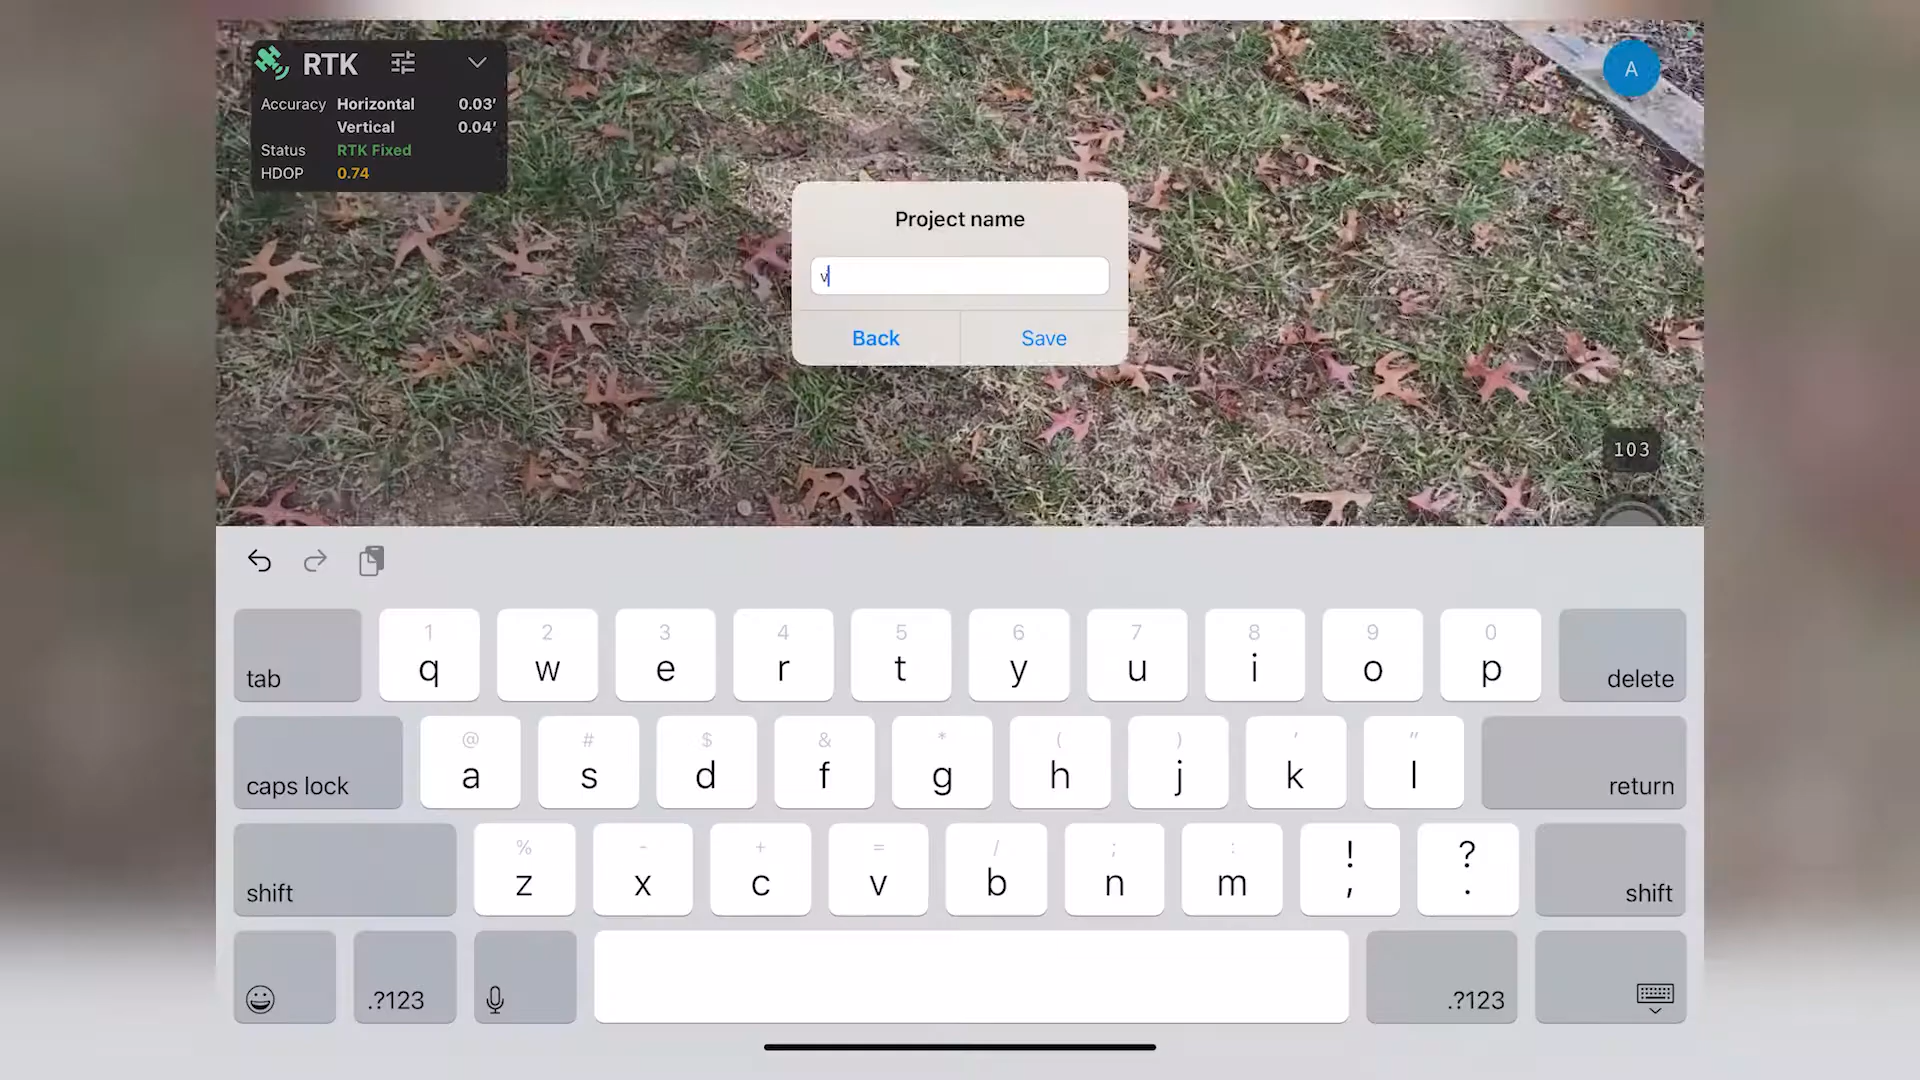 RTK
A
Accuracy Horizontal 0.03'
Vertical 0.04'
Status RTK Fixed
HDOP 0.74
Project name
v
Back Save
103
1 2 3 4 5 6 7 8 9 0
tab q w e r t y u i o p delete
@ # $ & * ( ) ' "
caps lock a s d f g h j k l return
% - + = / ; : ! ?
shift z x c v b n m , . shift
.?123 .?123